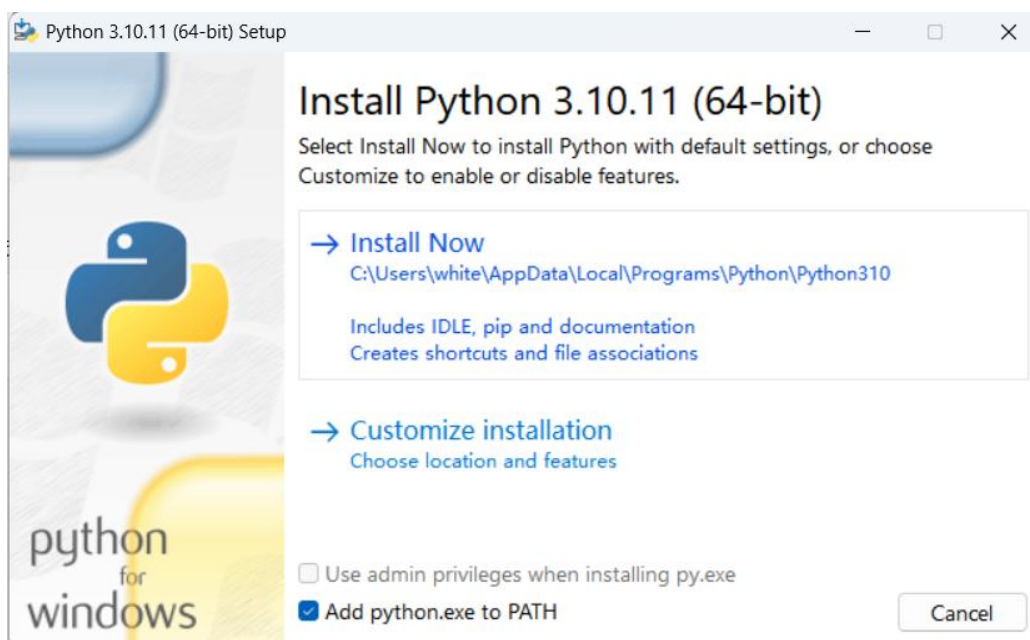 Python 3.10.11 (64-bit) Setup
Install Python 3.10.11 (64-bit)
Select Install Now to install Python with default settings, or choose
Customize to enable or disable features.
→ Install Now
C:\Users\white\AppData\Local\Programs\Python\Python310
Includes IDLE, pip and documentation
Creates shortcuts and file associations
→ Customize installation
Choose location and features
python
for
windows
Use admin privileges when installing py.exe
Add python.exe to PATH
Cancel